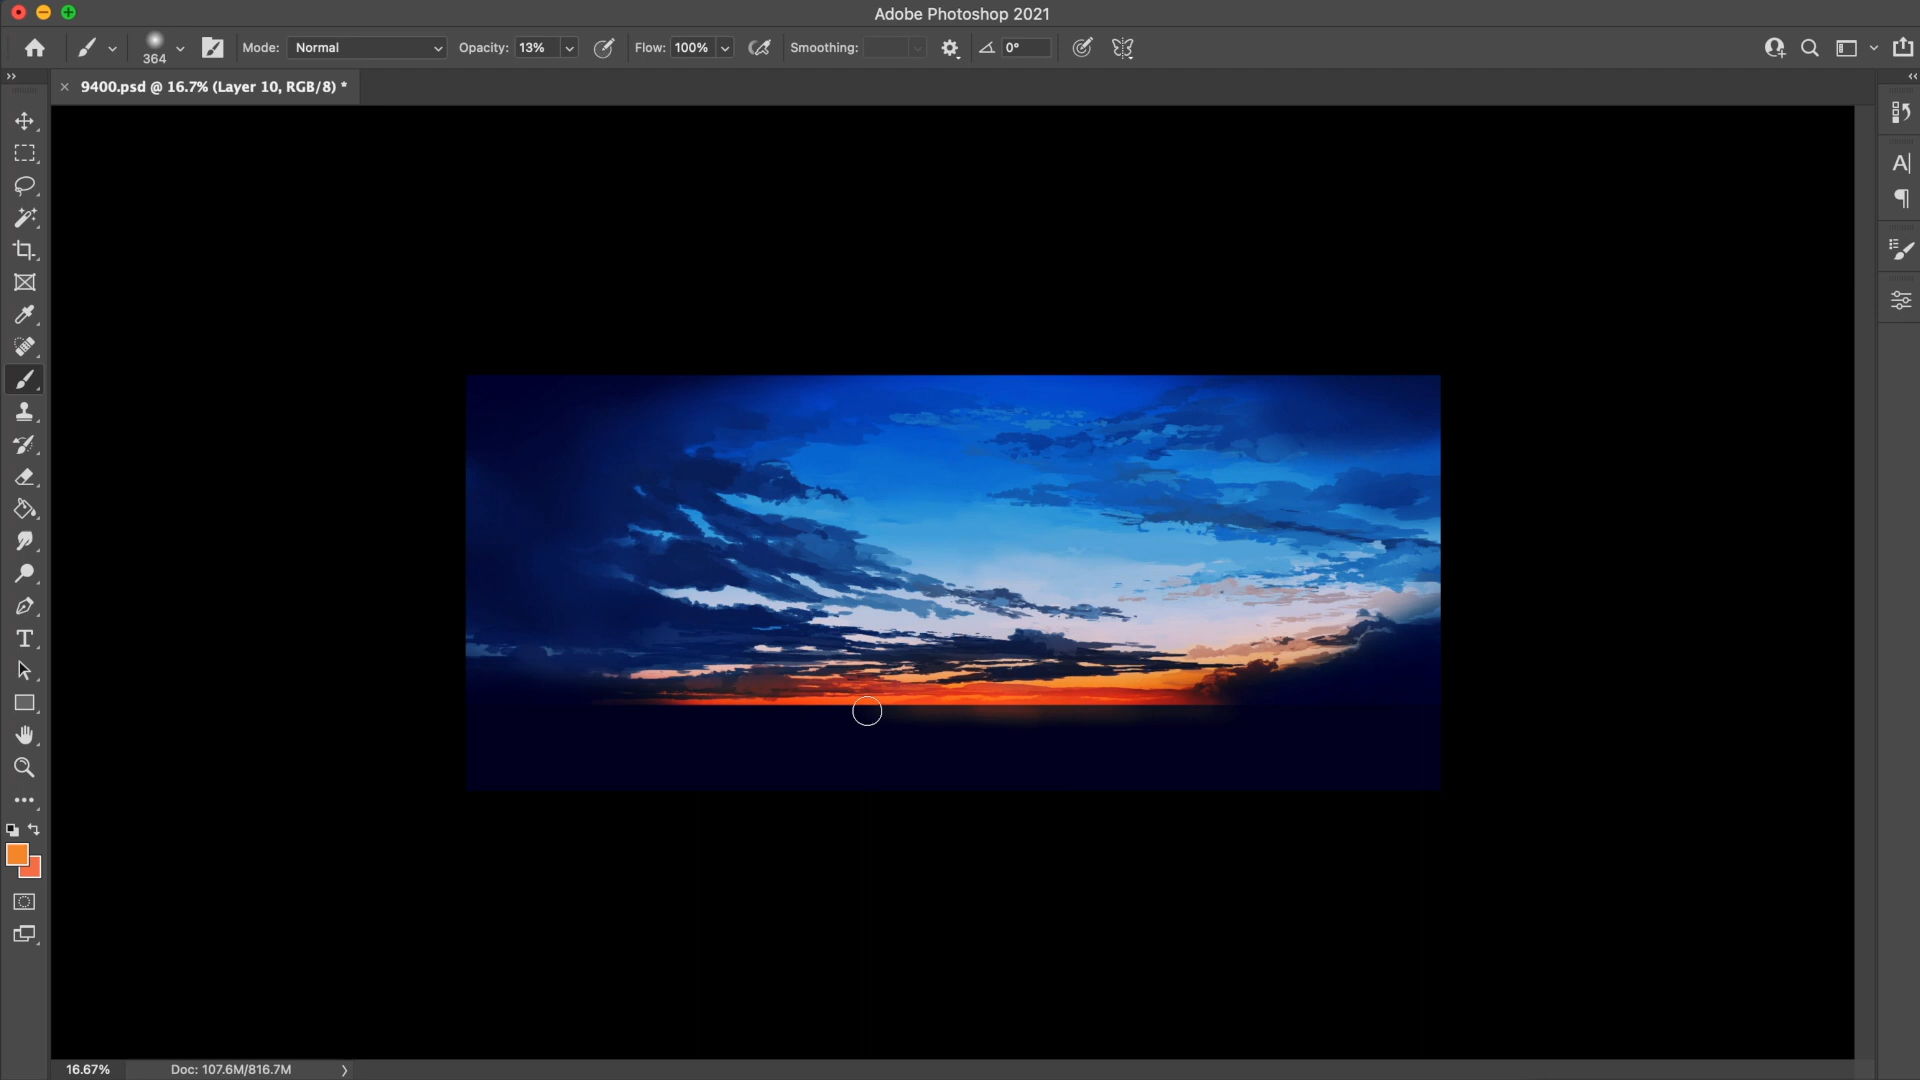 Adobe Photoshop 2021
364
Mode: Normal Opacity: 13% Flow: 100% Smoothing: 0°
9400.psd @ 16.7% (Layer 10, RGB/8) *
16.67% Doc: 107.6M/816.7M